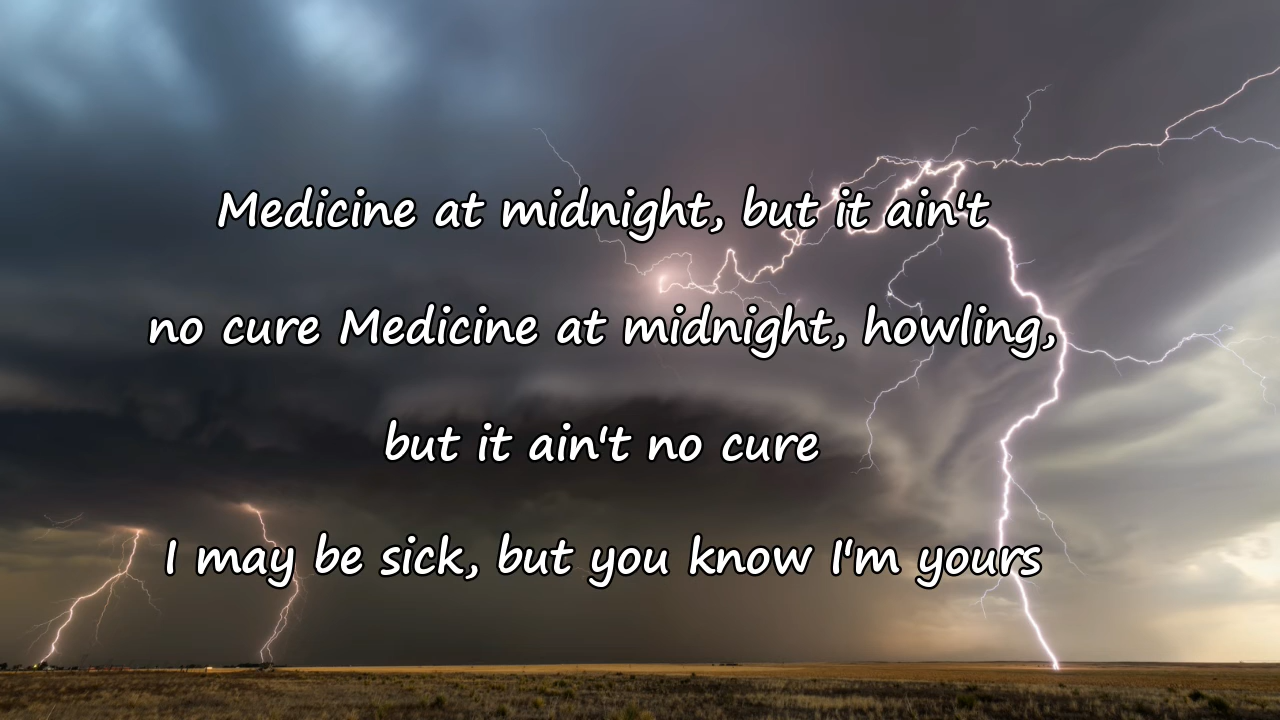 Medicine at midnight, but it ain't
no cure Medicine at midnight, howling,
but it ain't no cure
I may be sick, but you know I'm yours